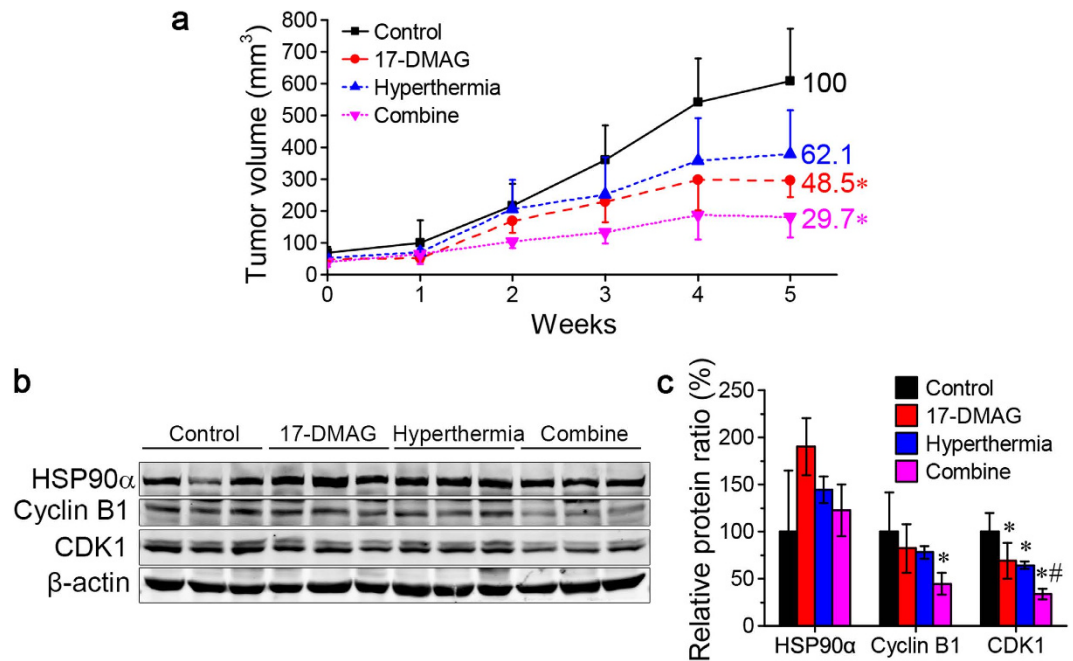 a
Tumor volume (mm³)
800
700
600
500
400
300
200
100
0
Control
17-DMAG
Hyperthermia
Combine
100
62.1
48.5*
29.7*
0 1 2 3 4 5
Weeks
b
Control 17-DMAG Hyperthermia Combine
HSP90α
Cyclin B1
CDK1
β-actin
c
Relative protein ratio (%)
250
200
150
100
50
0
Control
17-DMAG
Hyperthermia
Combine
*
* * *#
HSP90α Cyclin B1 CDK1